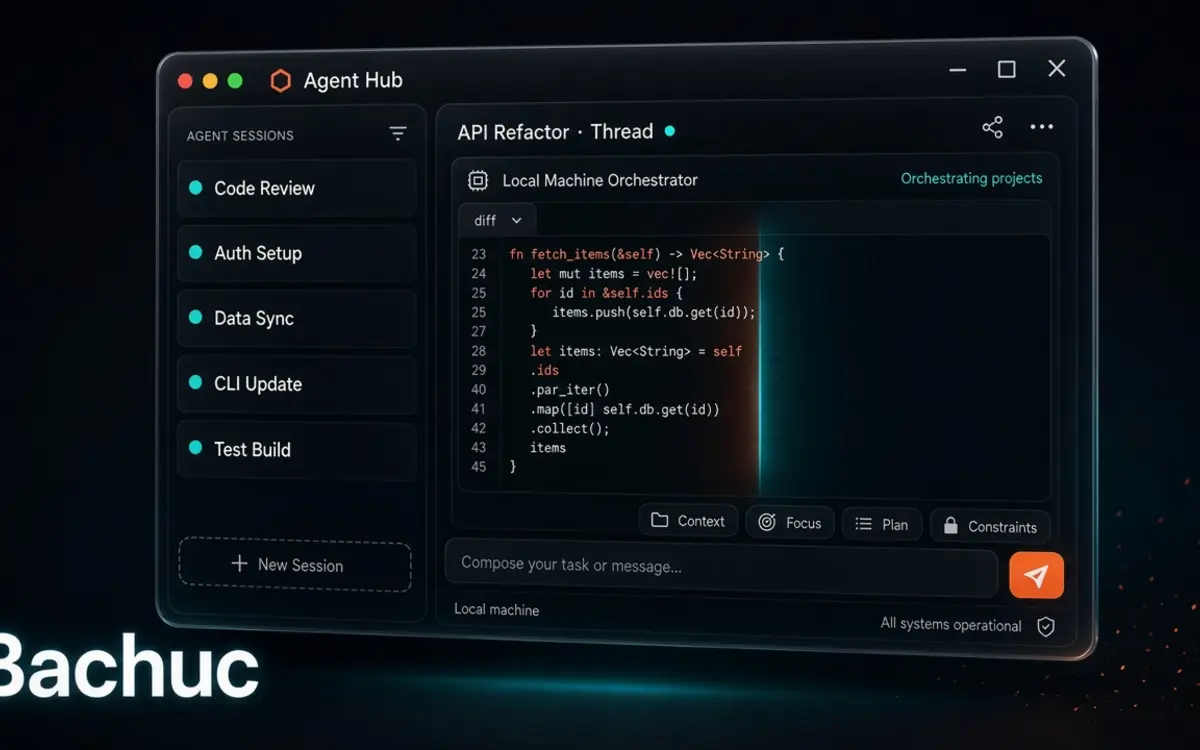 Agent Hub
AGENT SESSIONS
Code Review
Auth Setup
Data Sync
CLI Update
Test Build
+ New Session
API Refactor · Thread
Local Machine Orchestrator
Orchestrating projects
diff
23 fn fetch_items(&self) -> Vec<String> {
24 let mut items = vec![];
25 for id in &self.ids {
25 items.push(self.db.get(id));
27 }
28 let items: Vec<String> = self
29 .ids
40 .par_iter()
41 .map([id] self.db.get(id))
42 .collect();
43 items
45 }
Context
Focus
Plan
Constraints
Compose your task or message...
Local machine
All systems operational
Bachuc